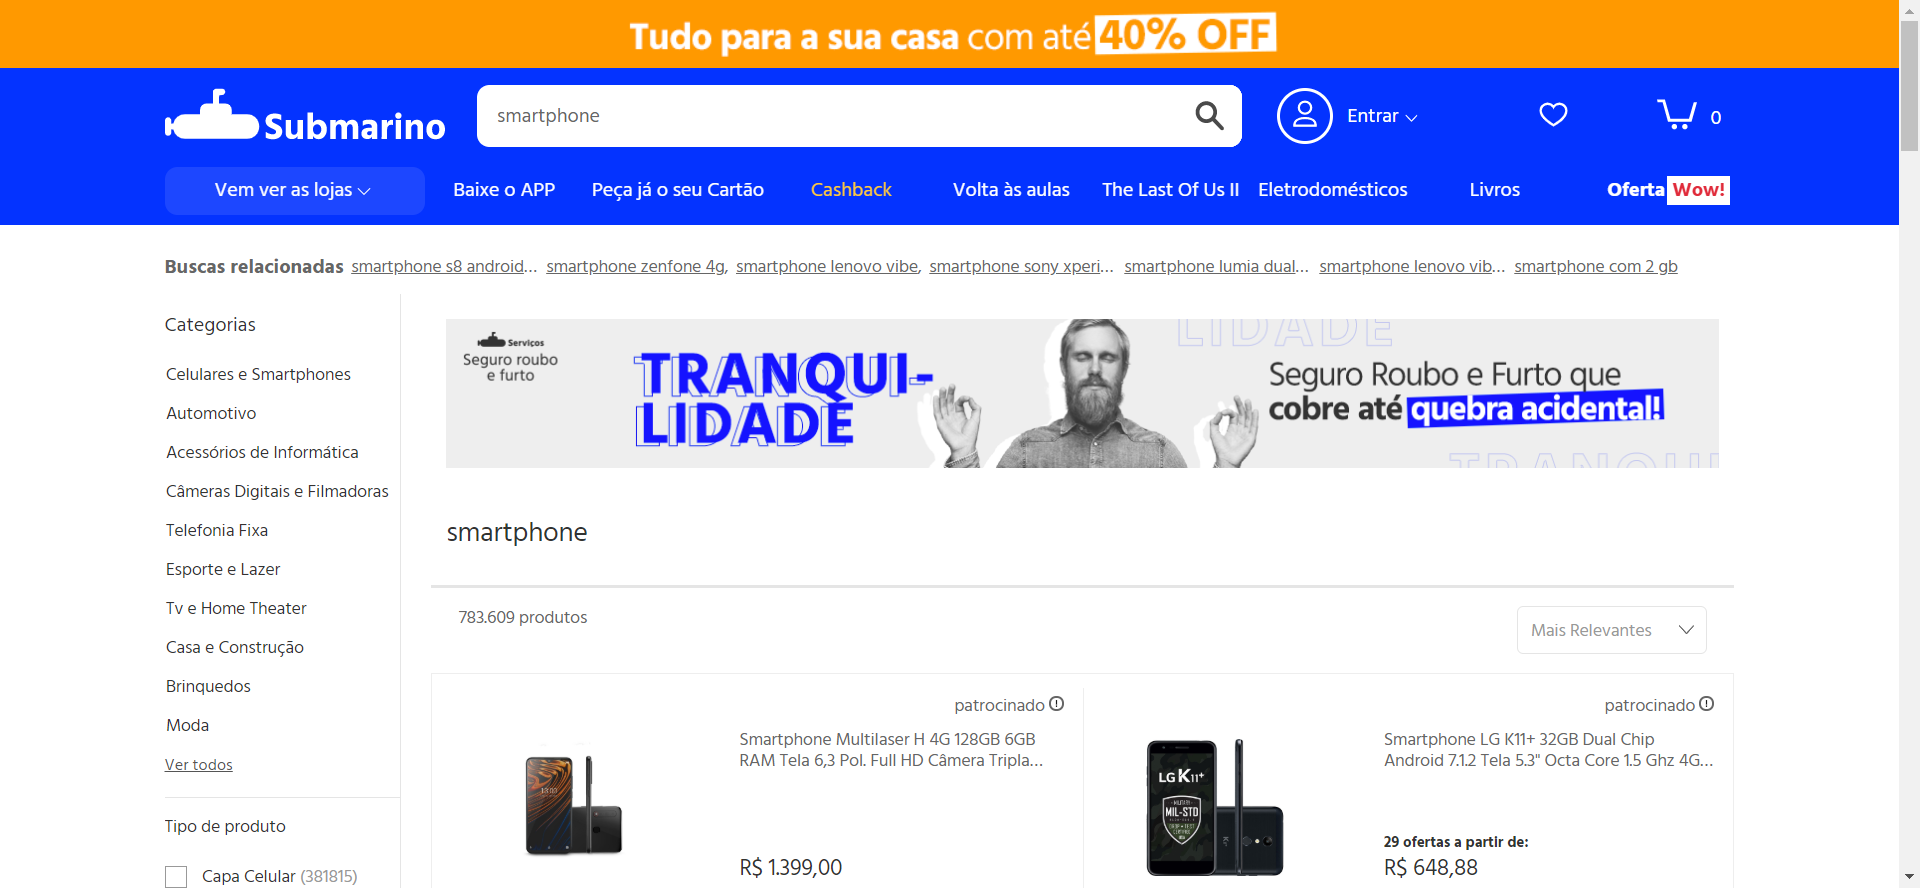 Tudo para a sua casa com até 40% OFF
Submarino
smartphone
Entrar
0
Vem ver as lojas
Baixe o APP
Peça já o seu Cartão
Cashback
Volta às aulas
The Last Of Us II
Eletrodomésticos
Livros
Oferta Wow!
Buscas relacionadas smartphone s8 android... smartphone zenfone 4g, smartphone lenovo vibe, smartphone sony xperi... smartphone lumia dual... smartphone lenovo vib... smartphone com 2 gb
Categorias
Celulares e Smartphones
Automotivo
Acessórios de Informática
Câmeras Digitais e Filmadoras
Telefonia Fixa
Esporte e Lazer
Tv e Home Theater
Casa e Construção
Brinquedos
Moda
Ver todos
Tipo de produto
Capa Celular (381815)
Serviços
Seguro roubo
e furto
TRANQUI-
LIDADE
LIDADE
Seguro Roubo e Furto que
cobre até quebra acidental!
TRANQUI
smartphone
783.609 produtos
Mais Relevantes
patrocinado
Smartphone Multilaser H 4G 128GB 6GB
RAM Tela 6,3 Pol. Full HD Câmera Tripla...
R$ 1.399,00
patrocinado
LG K11+
MIL-STD
Smartphone LG K11+ 32GB Dual Chip
Android 7.1.2 Tela 5.3" Octa Core 1.5 Ghz 4G...
29 ofertas a partir de:
R$ 648,88